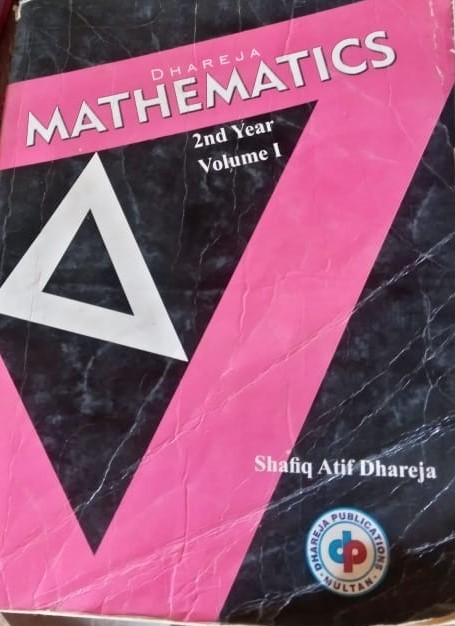 DHAREJA
MATHEMATICS
2nd Year
Volume I
Shafiq Atif Dhareja
DHAREJA PUBLICATIONS
dp
MULTAN